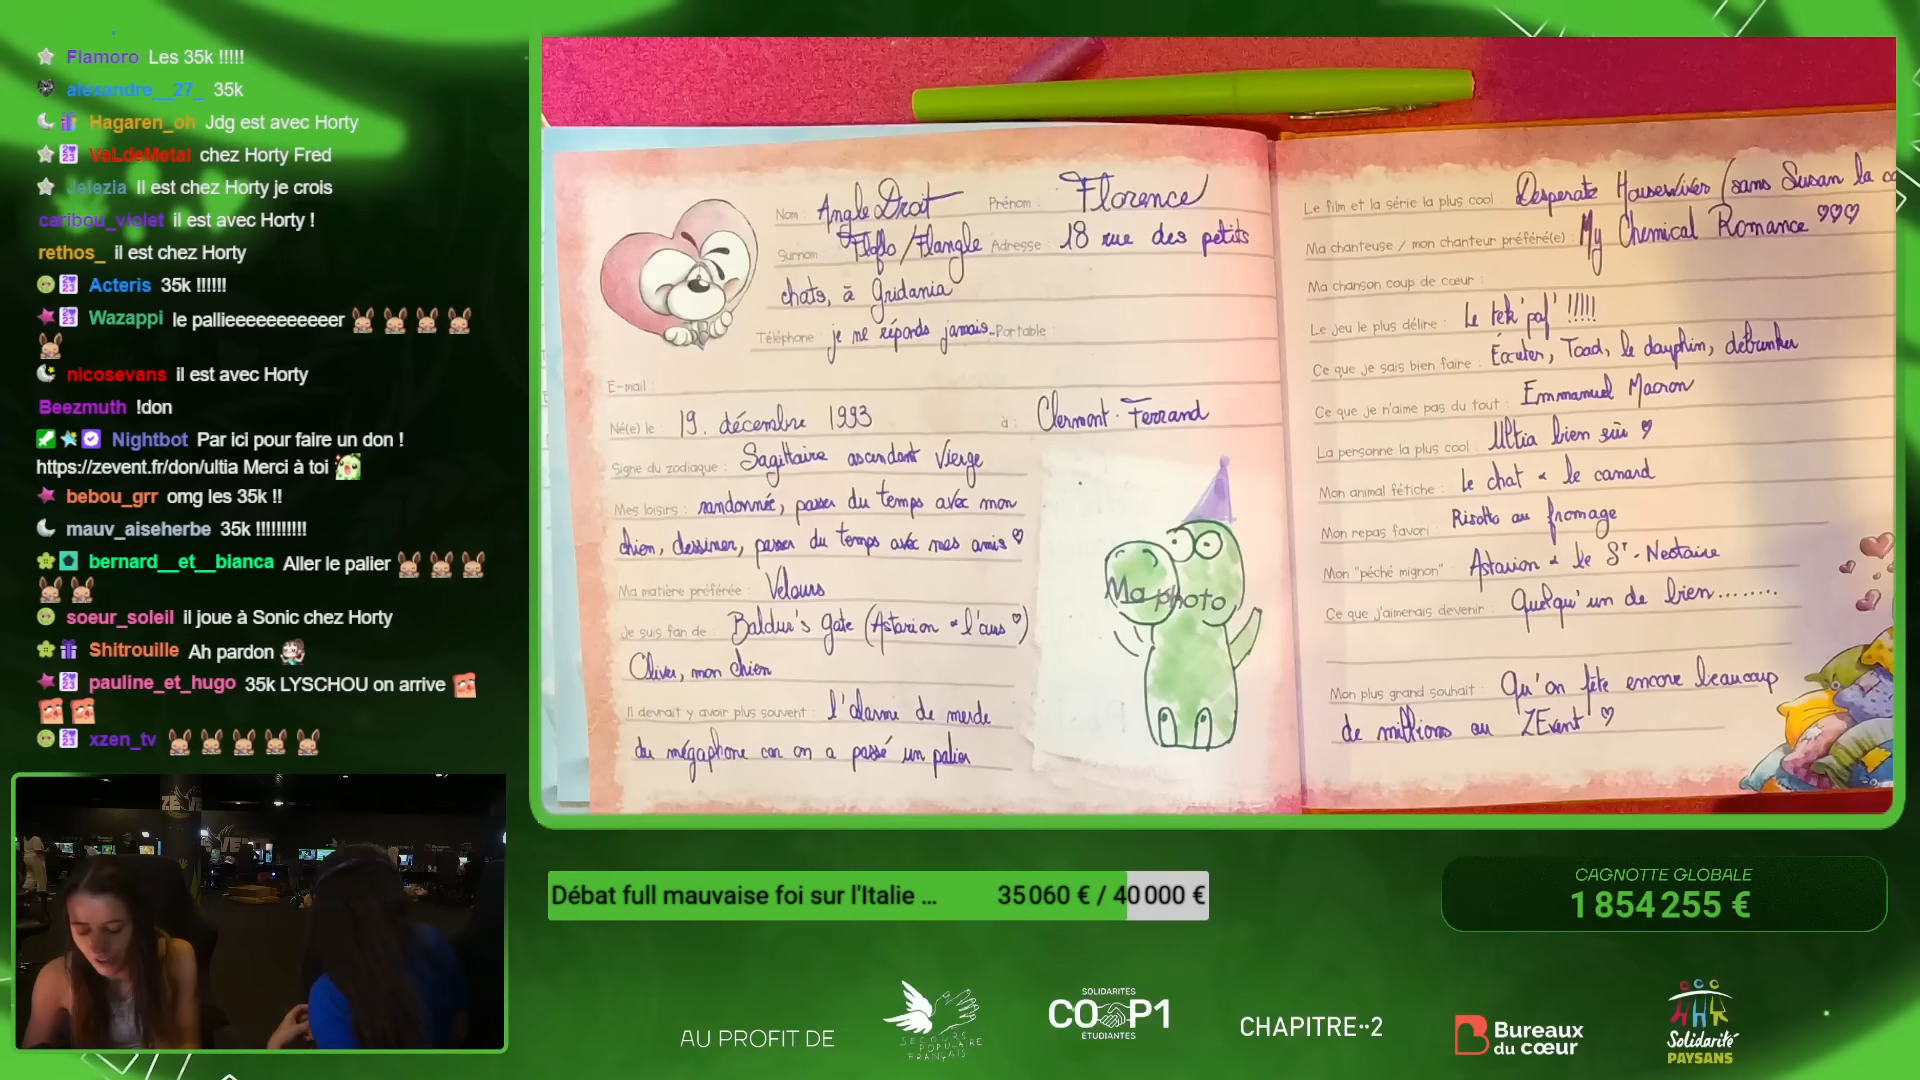 Flamoro Les 35k !!!!!
alexandre__27_ 35k
Hagaren_oh Jdg est avec Horty
VaLdeMetal chez Horty Fred
Jelezia Il est chez Horty je crois
caribou_violet il est avec Horty !
rethos_ il est chez Horty
Acteris 35k !!!!!!
Wazappi le pallieeeeeeeeeeer
nicosevans il est avec Horty
Beezmuth !don
Nightbot Par ici pour faire un don !
https://zevent.fr/don/ultia Merci à toi
bebou_grr omg les 35k !!
mauv_aiseherbe 35k !!!!!!!!!!
bernard__et__bianca Aller le palier
soeur_soleil il joue à Sonic chez Horty
Shitrouille Ah pardon
pauline_et_hugo 35k LYSCHOU on arrive
xzen_tv
Nom : Angle Droit Prénom : Florence
Surnom Floflo / Flangle Adresse : 18 rue des petits
chats, à Gridania
Téléphone je ne réponds jamais.. Portable :
E-mail :
Né(e) le : 19. décembre 1993 à : Clermont-Ferrand
Signe du zodiaque : Sagittaire ascendant Vierge
Mes loisirs : randonnée, passer du temps avec mon
chien, dessiner, passer du temps avec mes amis ♡
Ma matière préférée : Velours
Je suis fan de : Baldur's gate (Astarion & l'ours ♡)
Oliver, mon chien
Il devrait y avoir plus souvent : l'alarme de merde
du mégaphone car on a passé un palier
Ma photo
Le film et la série la plus cool Desperate Housewives (sans Susan la
Ma chanteuse / mon chanteur préféré(e) : My Chemical Romance ♡♡♡
Ma chanson coup de cœur :
Le jeu le plus délire : Le tek 'paf' !!!!!
Ce que je sais bien faire : Écouter, Toad, le dauphin, débunker
Ce que je n'aime pas du tout : Emmanuel Macron
La personne la plus cool Ultia bien sûr ♡
Mon animal fétiche : le chat & le canard
Mon repas favori : Risotto au fromage
Mon "péché mignon" Astarion & le St-Nectaire
Ce que j'aimerais devenir : Quelqu'un de bien........
Mon plus grand souhait : Qu'on fête encore beaucoup
de millions au ZEvent ♡
Débat full mauvaise foi sur l'Italie ... 35 060 € / 40 000 €
CAGNOTTE GLOBALE
1 854 255 €
AU PROFIT DE
SECOURS
POPULAIRE
FRANÇAIS
SOLIDARITÉS
COOP1
ÉTUDIANTES
CHAPITRE··2
Bureaux
du cœur
Solidarité
PAYSANS